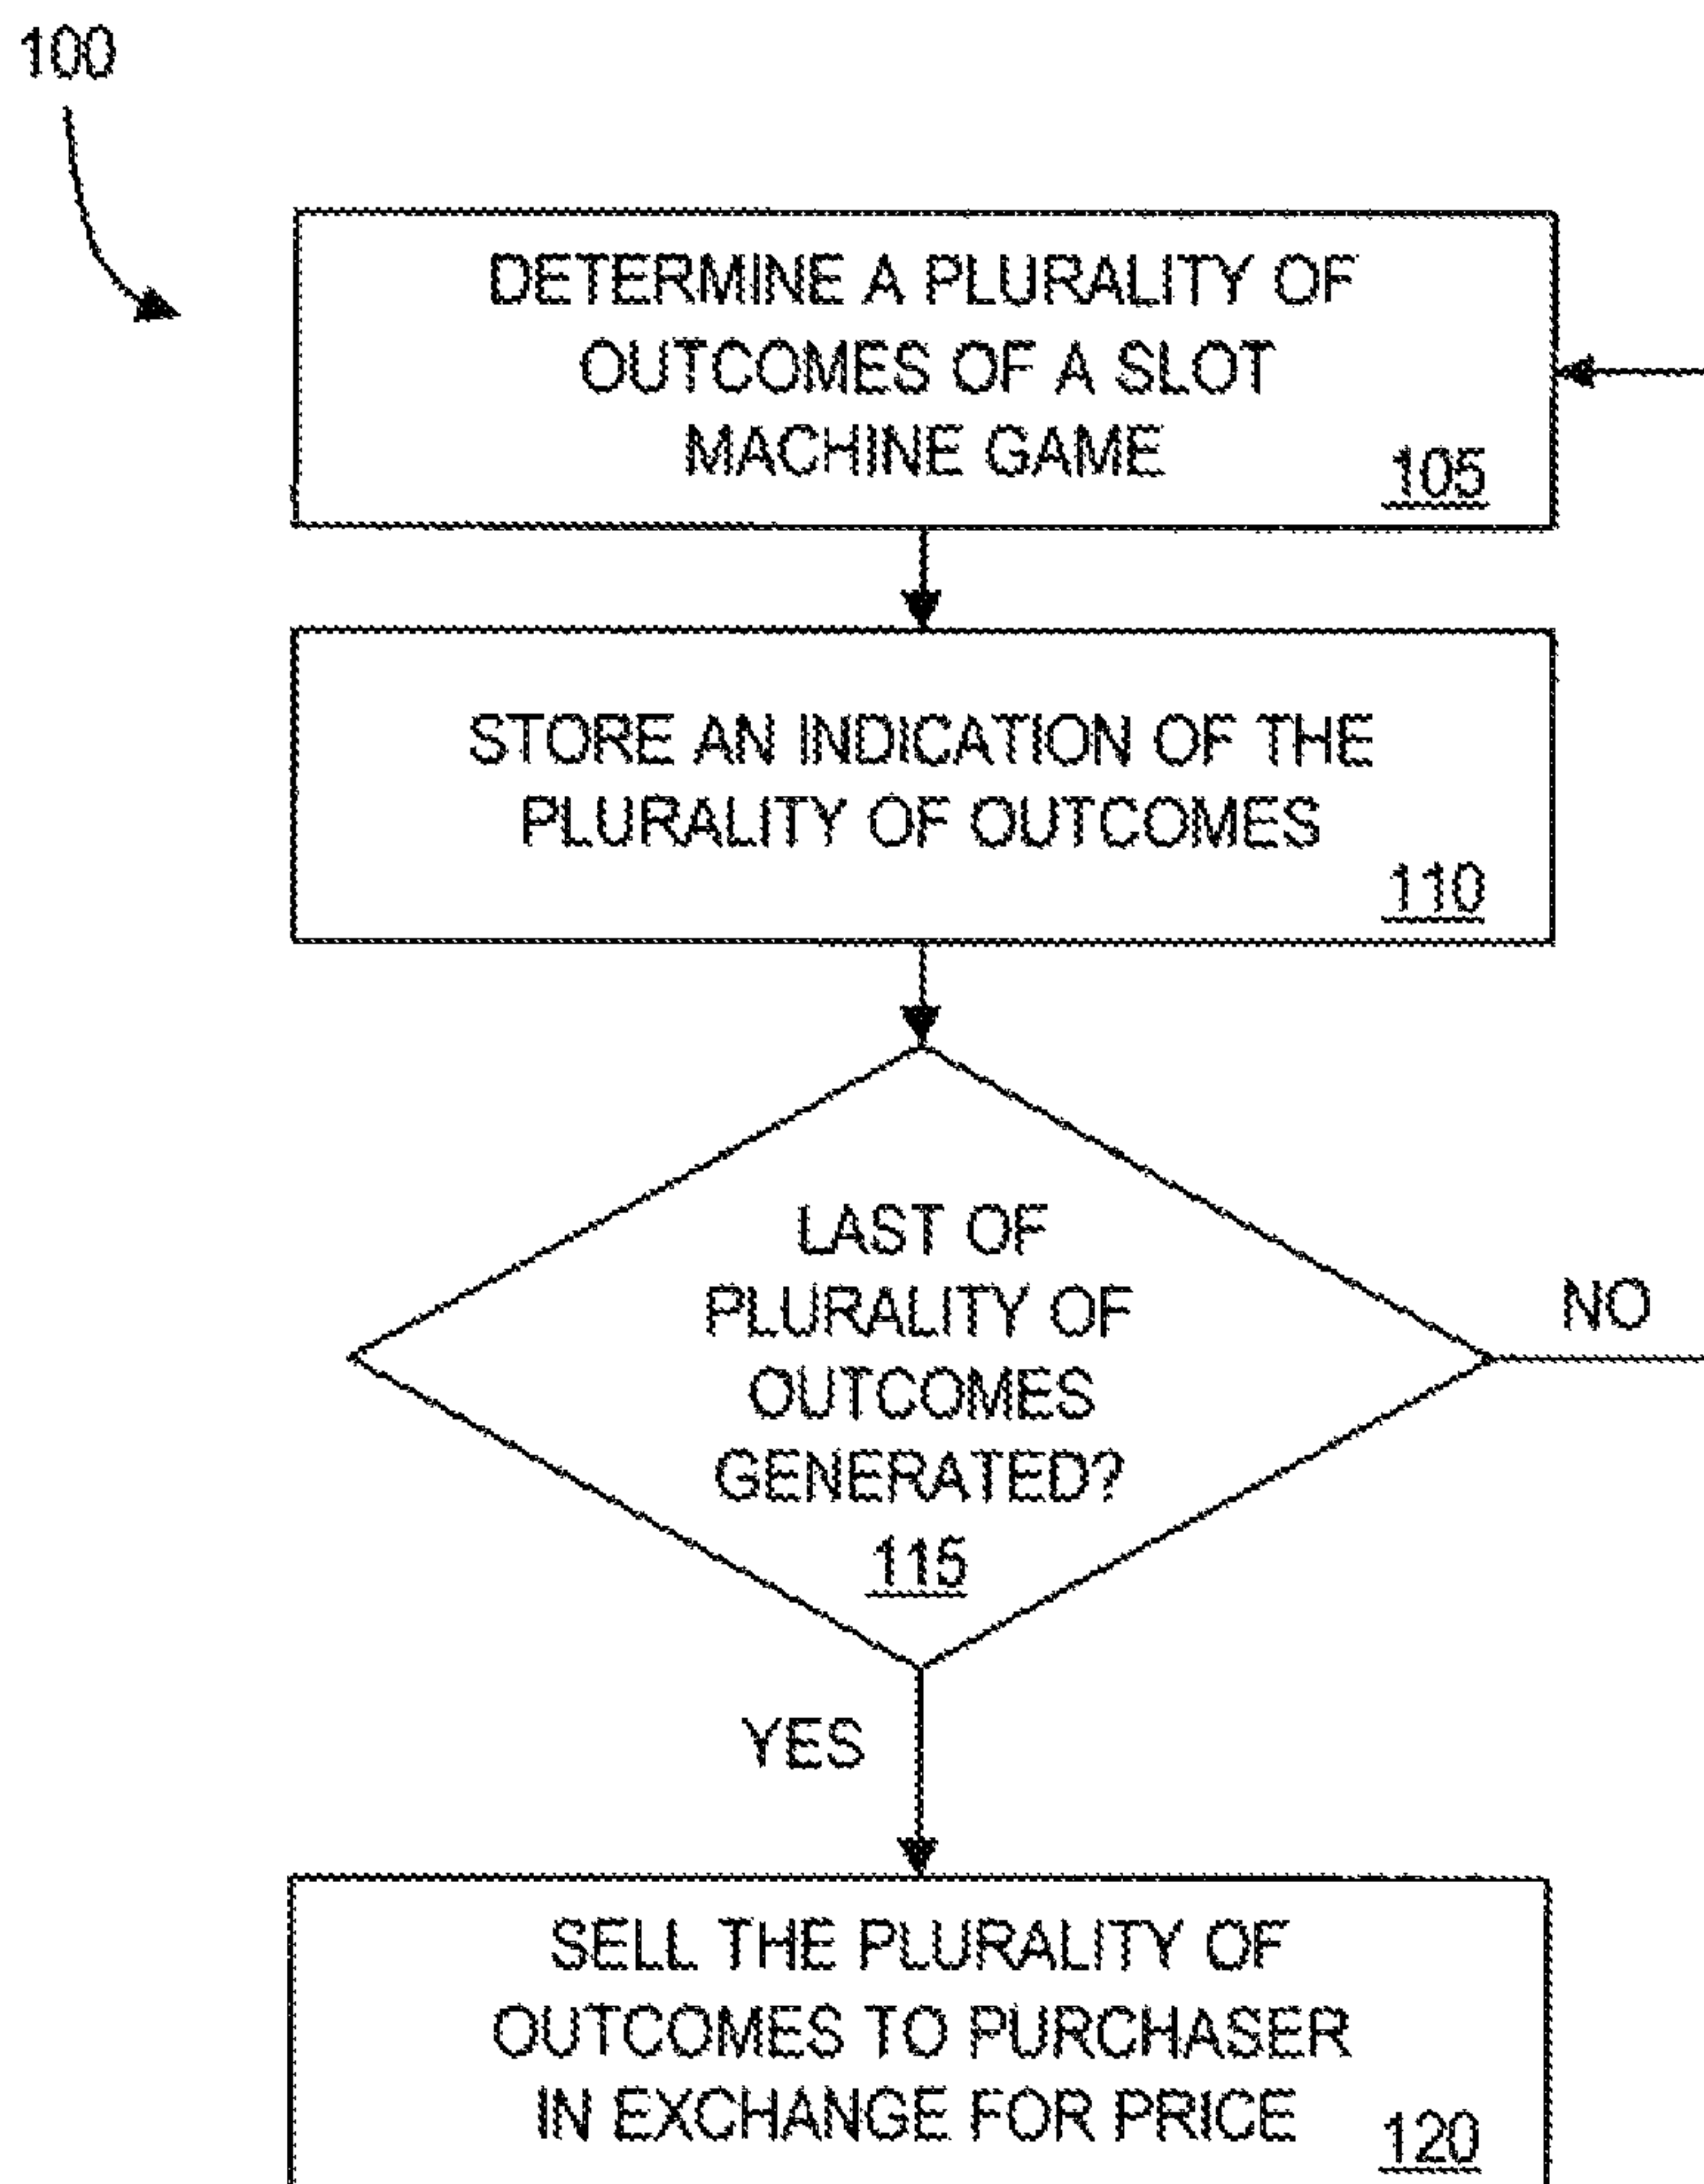 100
DETERMINE A PLURALITY OF
OUTCOMES OF A SLOT
MACHINE GAME
105
STORE AN INDICATION OF THE
PLURALITY OF OUTCOMES
110
LAST OF
PLURALITY OF
OUTCOMES
GENERATED?
115
NO
YES
SELL THE PLURALITY OF
OUTCOMES TO PURCHASER
IN EXCHANGE FOR PRICE
120